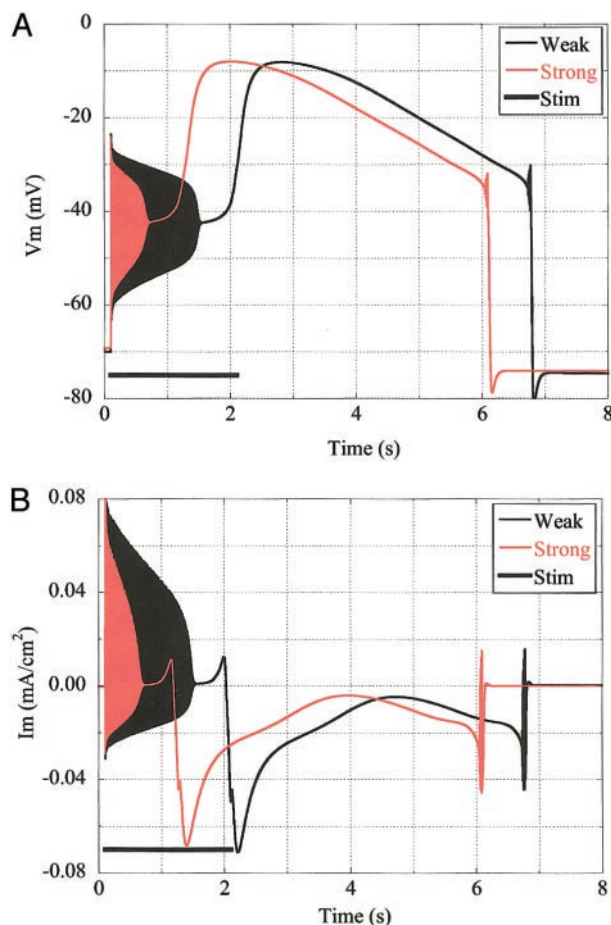 A
0
-20
-40
-60
-80
Vm (mV)
Weak
Strong
Stim
0 2 4 6 8
Time (s)
B
0.08
0.04
0.00
-0.04
-0.08
Im (mA/cm²)
Weak
Strong
Stim
0 2 4 6 8
Time (s)